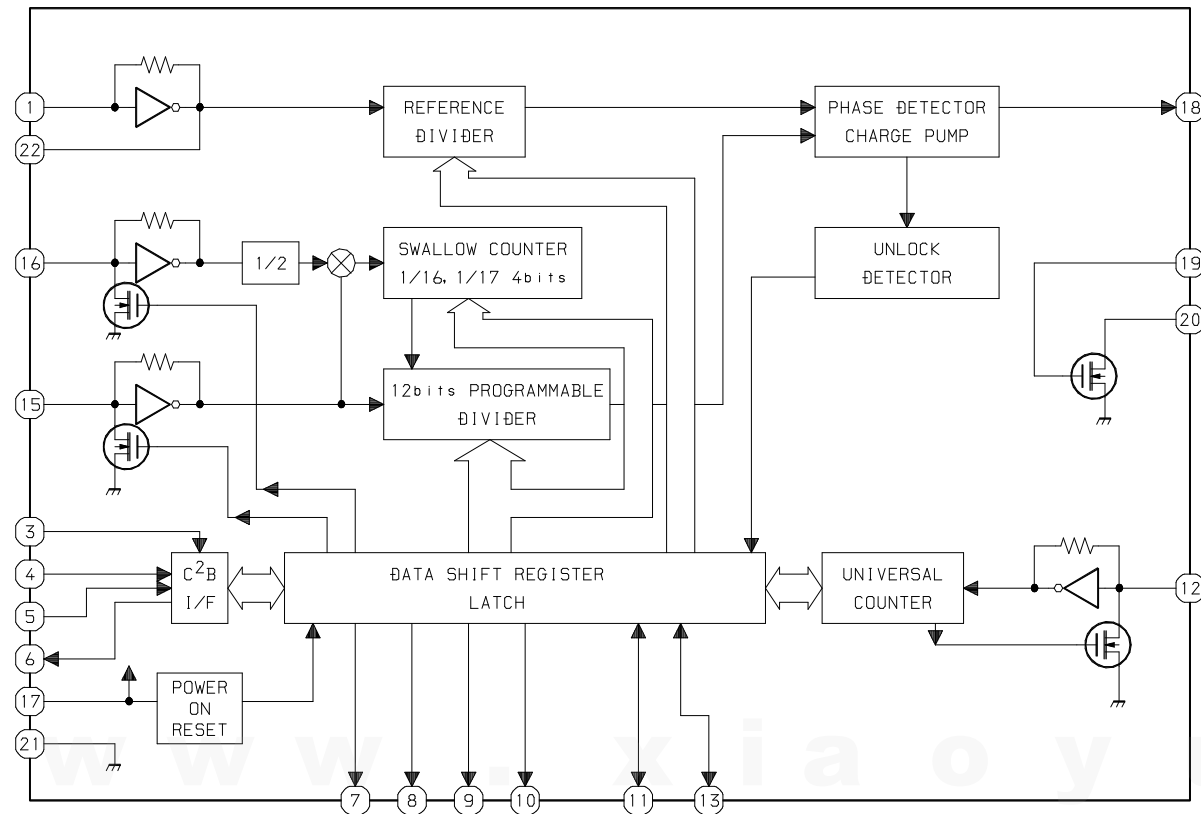 1
REFERENCE
DIVIDER
PHASE DETECTOR
CHARGE PUMP
18
22
16
1/2
SWALLOW COUNTER
1/16, 1/17 4bits
UNLOCK
DETECTOR
19
20
15
12bits PROGRAMMABLE
DIVIDER
3
4
5
6
C²B
I/F
DATA SHIFT REGISTER
LATCH
UNIVERSAL
COUNTER
12
17
POWER
ON
RESET
21
www.xiaoy
7
8
9
10
11
13